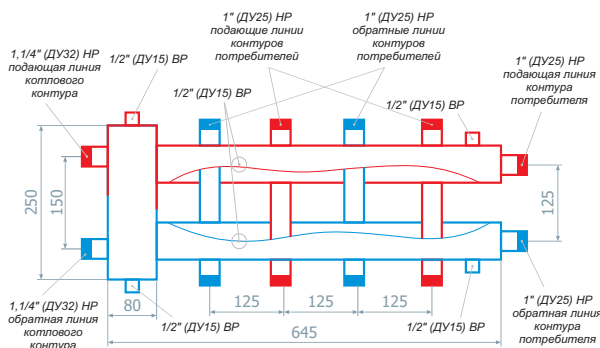 1" (ДУ25) НР
подающие линии
контуров
потребителей
1" (ДУ25) НР
обратные линии
контуров
потребителей
1,1/4" (ДУ32) НР
подающая линия
котлового
контура
1/2" (ДУ15) ВР
1/2" (ДУ15) ВР
1/2" (ДУ15) ВР
1" (ДУ25) НР
подающая линия
контура
потребителя
250
150
125
80
125
125
125
645
1,1/4" (ДУ32) НР
обратная линия
котлового
контура
1/2" (ДУ15) ВР
1/2" (ДУ15) ВР
1" (ДУ25) НР
обратная линия
контура
потребителя